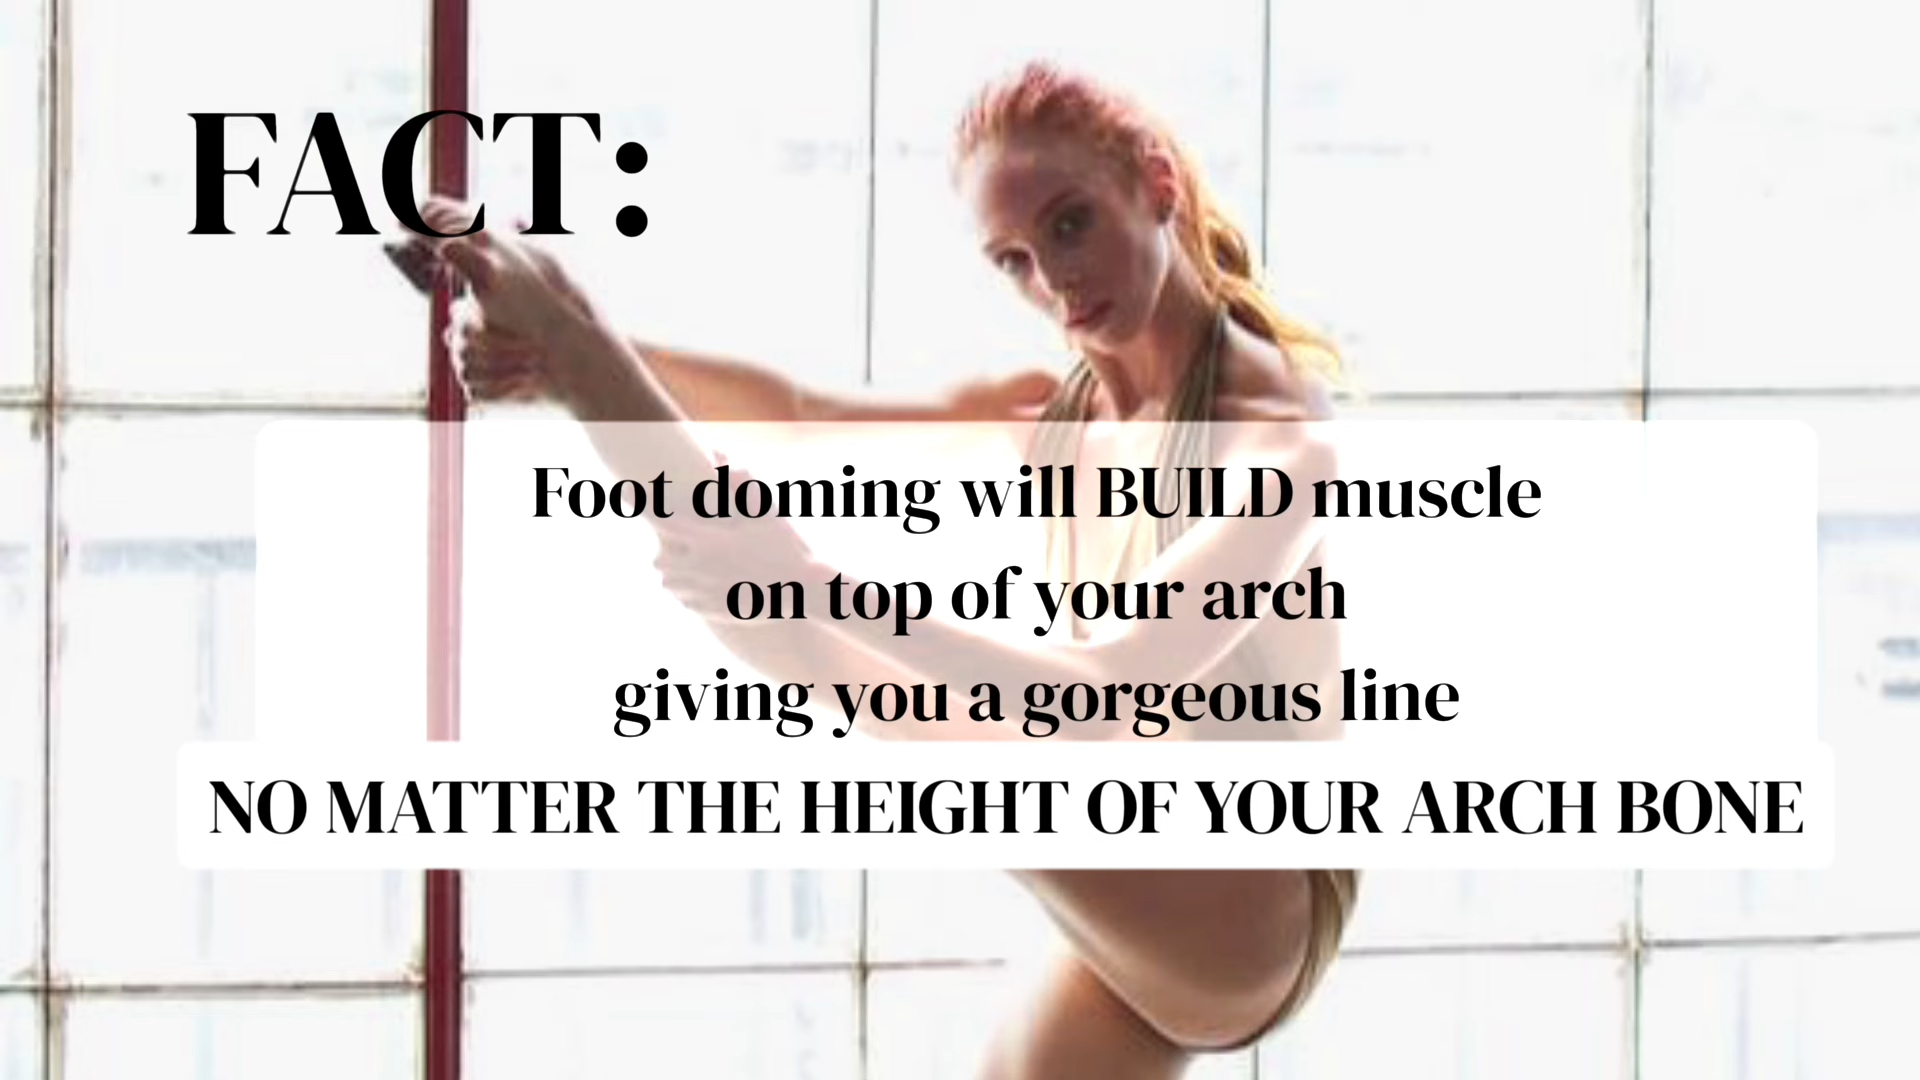 FACT:
Foot doming will BUILD muscle
on top of your arch
giving you a gorgeous line
NO MATTER THE HEIGHT OF YOUR ARCH BONE